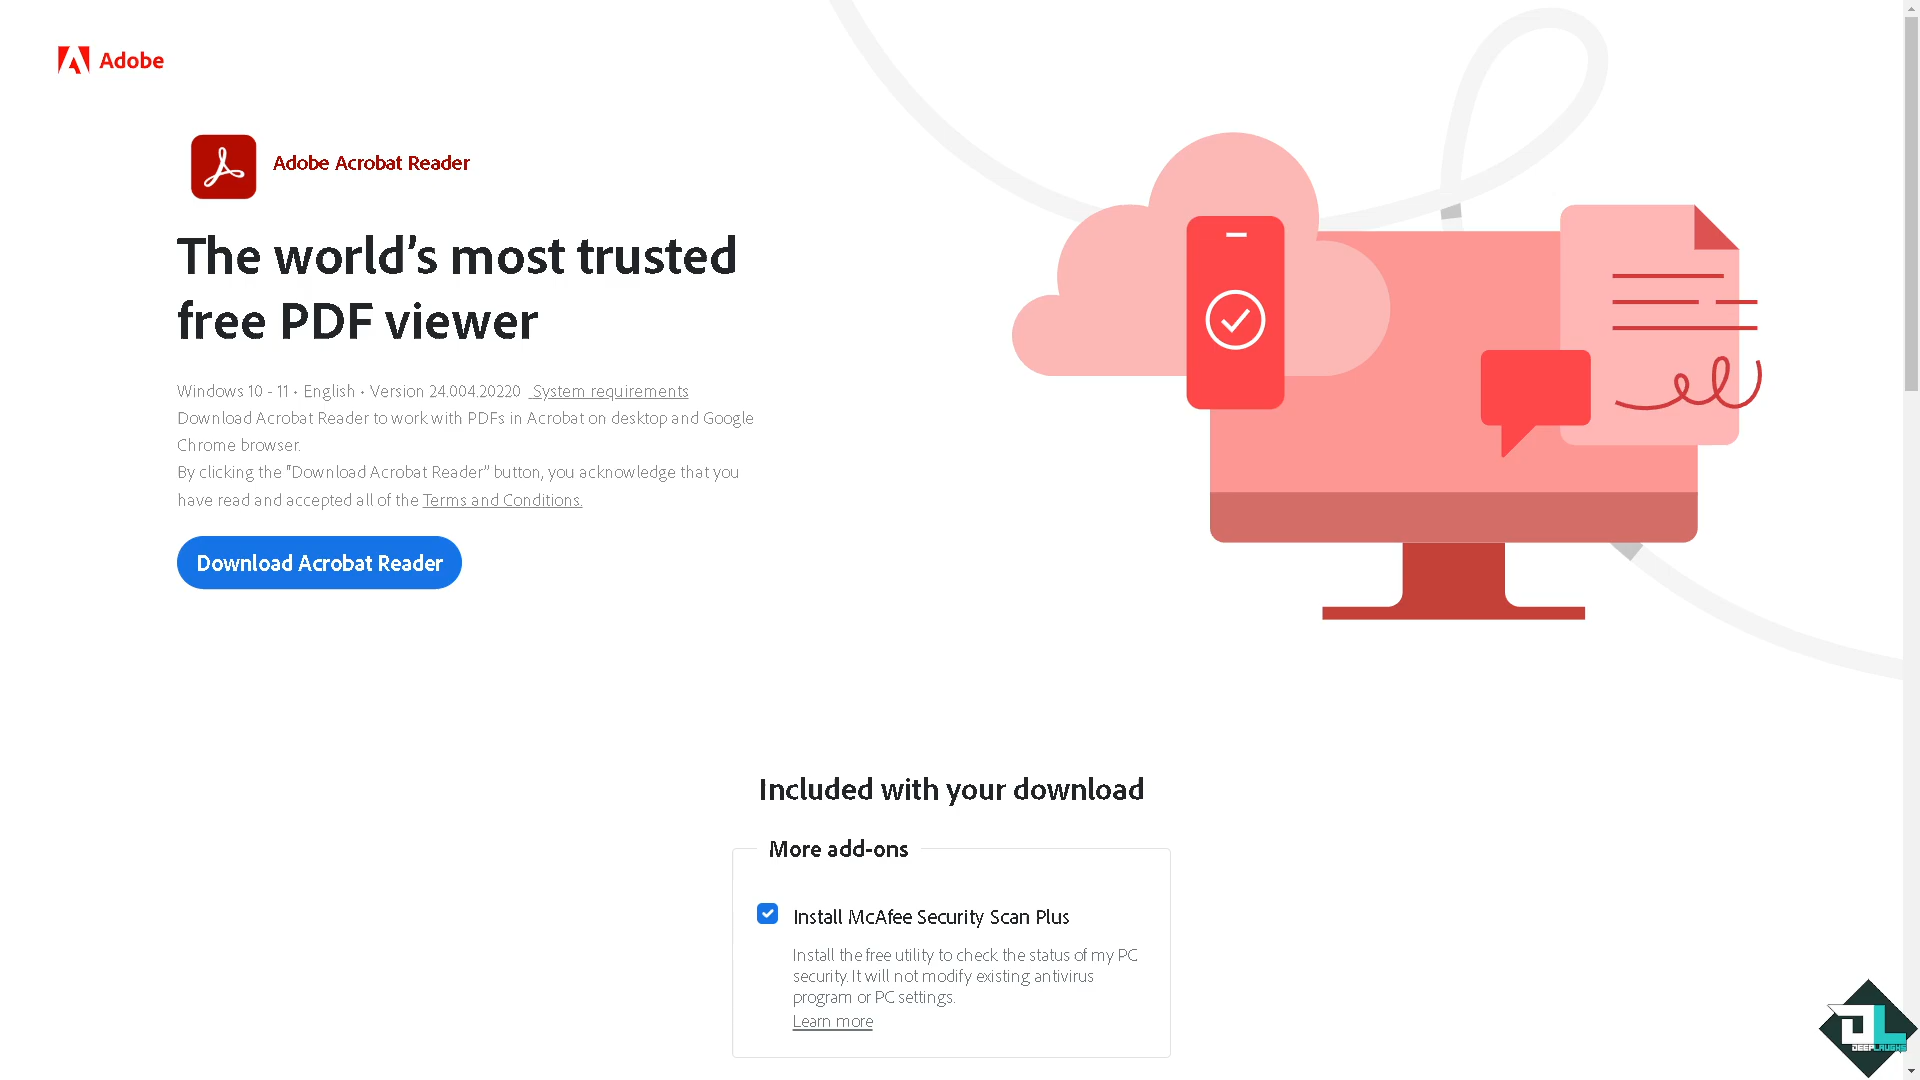 Adobe
Adobe Acrobat Reader
The world's most trusted
free PDF viewer
Windows 10 - 11 • English • Version 24.004.20220 System requirements
Download Acrobat Reader to work with PDFs in Acrobat on desktop and Google
Chrome browser.
By clicking the "Download Acrobat Reader" button, you acknowledge that you
have read and accepted all of the Terms and Conditions.
Download Acrobat Reader
Included with your download
More add-ons
Install McAfee Security Scan Plus
Install the free utility to check the status of my PC
security. It will not modify existing antivirus
program or PC settings.
Learn more
DL
DEEPLAUGHS